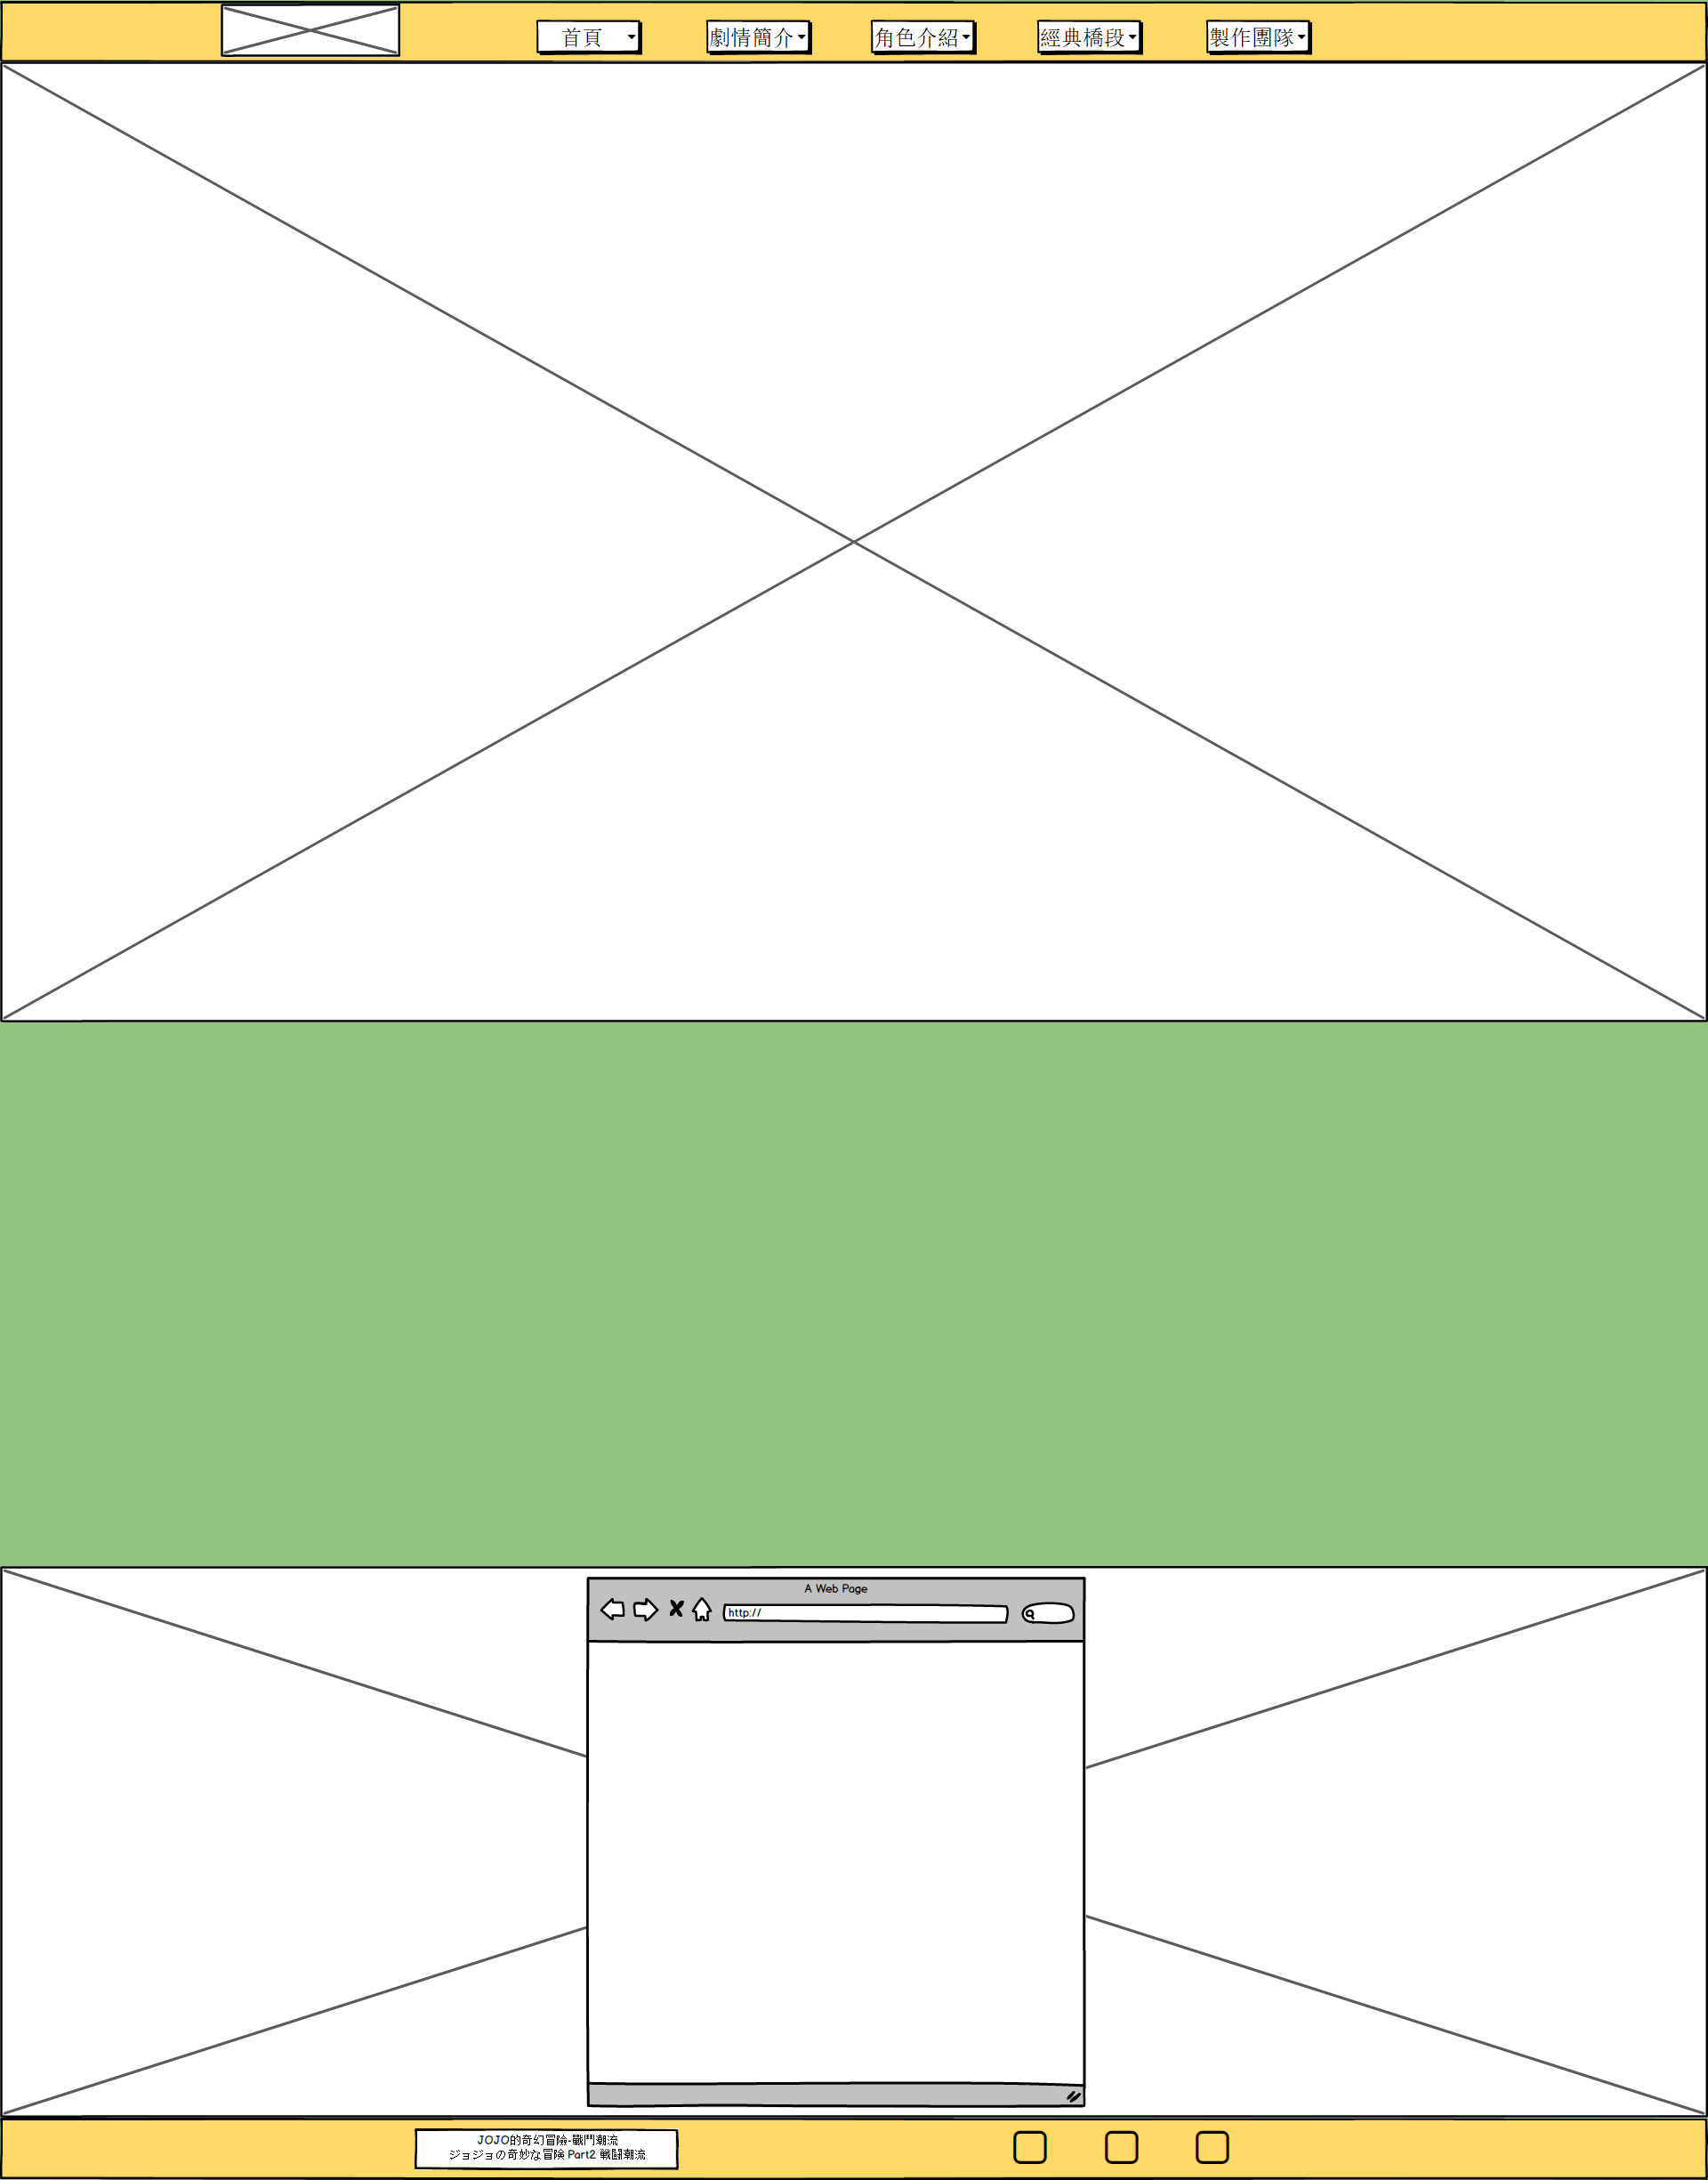 首頁
劇情簡介
角色介紹
經典橋段
製作團隊
A Web Page
http://
JOJO的奇幻冒險-戰鬥潮流
ジョジョの奇妙な冒険 Part2 戦闘潮流